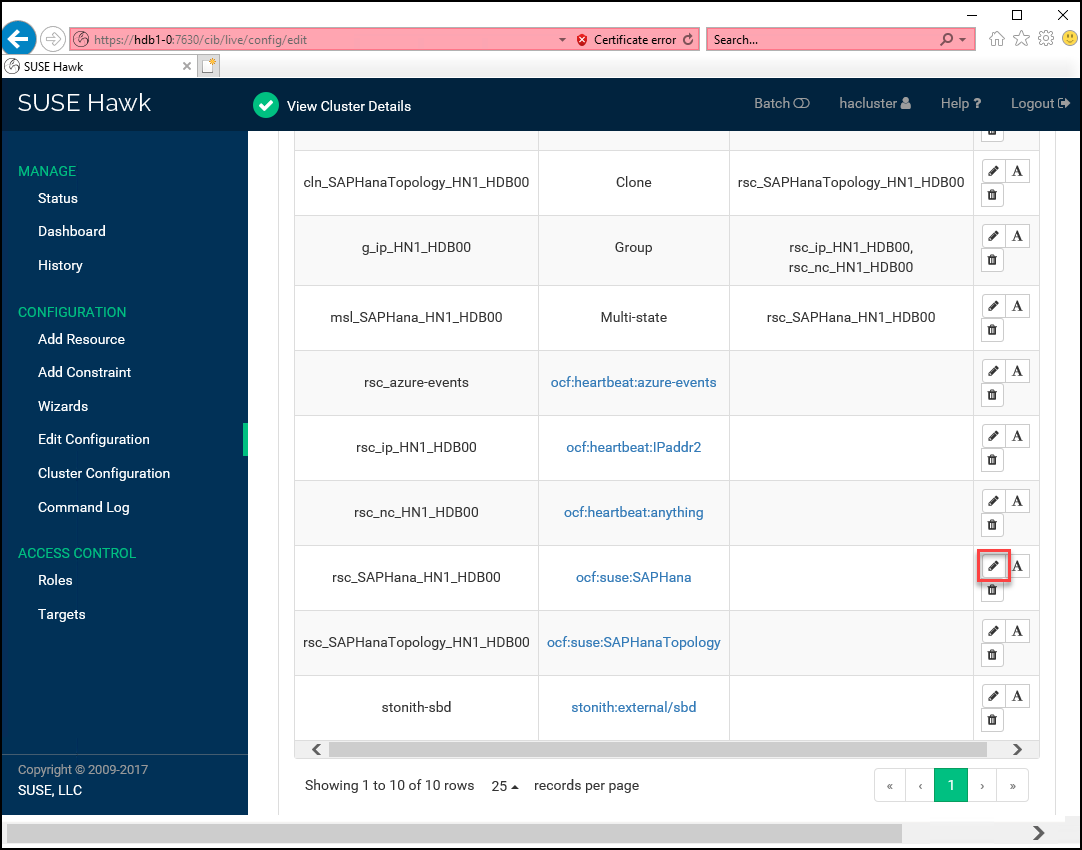 https://hdb1-0:7630/cib/live/config/edit
Certificate error
Search...
SUSE Hawk
SUSE Hawk
View Cluster Details
Batch
hacluster
Help ?
Logout
MANAGE
Status
Dashboard
History
CONFIGURATION
Add Resource
Add Constraint
Wizards
Edit Configuration
Cluster Configuration
Command Log
ACCESS CONTROL
Roles
Targets
Copyright © 2009-2017
SUSE, LLC
cln_SAPHanaTopology_HN1_HDB00 Clone rsc_SAPHanaTopology_HN1_HDB00 A
g_ip_HN1_HDB00 Group rsc_ip_HN1_HDB00, A
rsc_nc_HN1_HDB00
msl_SAPHana_HN1_HDB00 Multi-state rsc_SAPHana_HN1_HDB00 A
rsc_azure-events ocf:heartbeat:azure-events A
rsc_ip_HN1_HDB00 ocf:heartbeat:IPaddr2 A
rsc_nc_HN1_HDB00 ocf:heartbeat:anything A
rsc_SAPHana_HN1_HDB00 ocf:suse:SAPHana A
rsc_SAPHanaTopology_HN1_HDB00 ocf:suse:SAPHanaTopology A
stonith-sbd stonith:external/sbd A
Showing 1 to 10 of 10 rows 25 records per page
« ‹ 1 › »